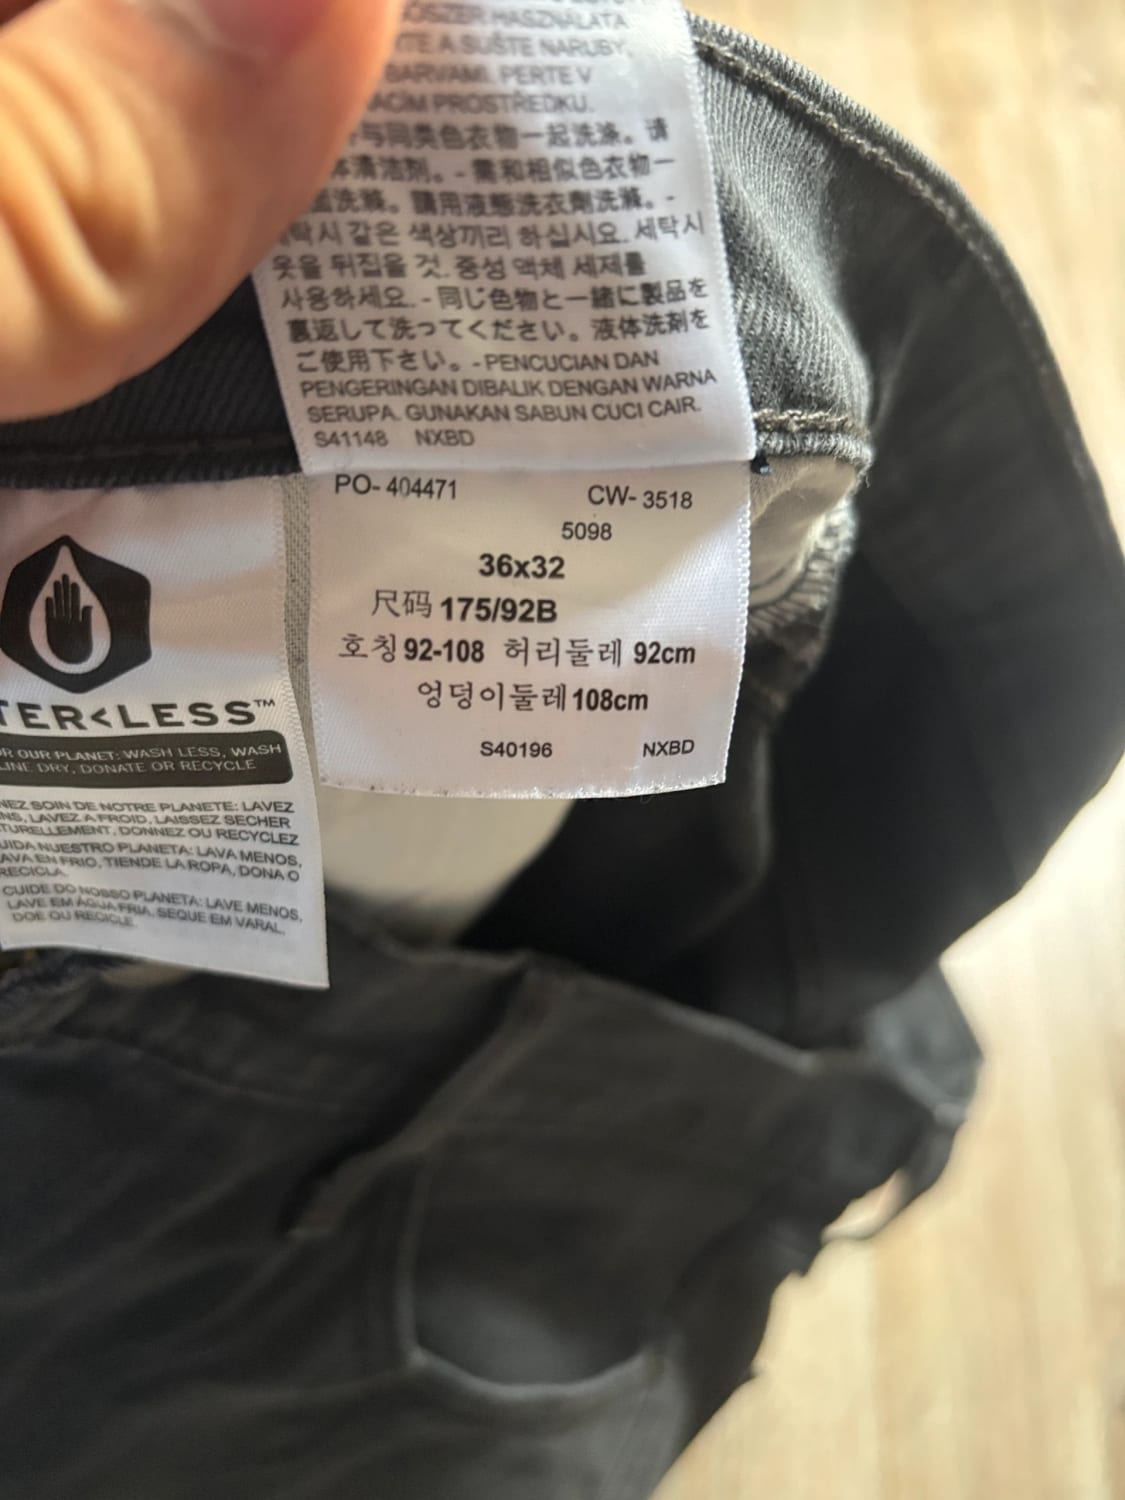 ŐSZER HASZNÁLATA
TE A SUŠTE NARUBY,
BARVAMI. PERTE V
ACÍM PROSTŘEDKU.
与同类色衣物一起洗涤。请
清洁剂。- 需和相似色衣物一
洗滌。請用液態洗衣劑洗滌。-
탁시 같은 색상끼리 하십시요. 세탁시
옷을 뒤집을 것. 중성 액체 세제를
사용하세요. - 同じ色物と一緒に製品を
裏返して洗ってください。液体洗剤を
ご使用下さい。- PENCUCIAN DAN
PENGERINGAN DIBALIK DENGAN WARNA
SERUPA. GUNAKAN SABUN CUCI CAIR.
S41148 NXBD
PO- 404471 CW- 3518
5098
36x32
尺码 175/92B
호칭 92-108 허리둘레 92cm
엉덩이둘레 108cm
S40196 NXBD
TER<LESS™
R OUR PLANET: WASH LESS, WASH
LINE DRY, DONATE OR RECYCLE
NEZ SOIN DE NOTRE PLANETE: LAVEZ
NS, LAVEZ A FROID, LAISSEZ SECHER
TURELLEMENT, DONNEZ OU RECYCLEZ
UIDA NUESTRO PLANETA: LAVA MENOS,
AVA EN FRIO, TIENDE LA ROPA, DONA O
RECICLA.
CUIDE DO NOSSO PLANETA: LAVE MENOS,
LAVE EM ÁGUA FRIA, SEQUE EM VARAL,
DOE OU RECICLE.